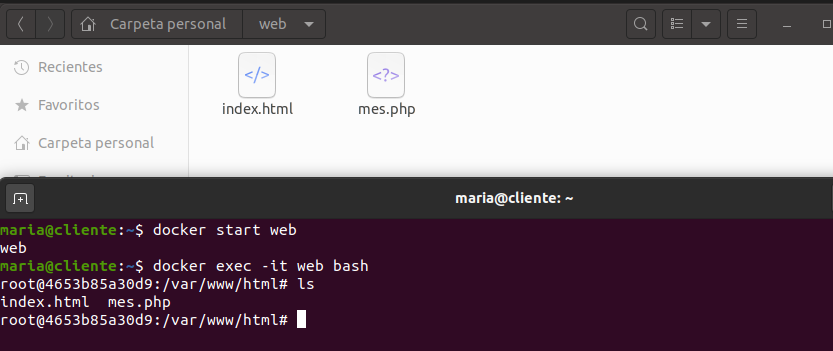 Carpeta personal web
Recientes
Favoritos
Carpeta personal
</> <?>
index.html mes.php
maria@cliente: ~
maria@cliente:~$ docker start web
web
maria@cliente:~$ docker exec -it web bash
root@4653b85a30d9:/var/www/html# ls
index.html  mes.php
root@4653b85a30d9:/var/www/html#